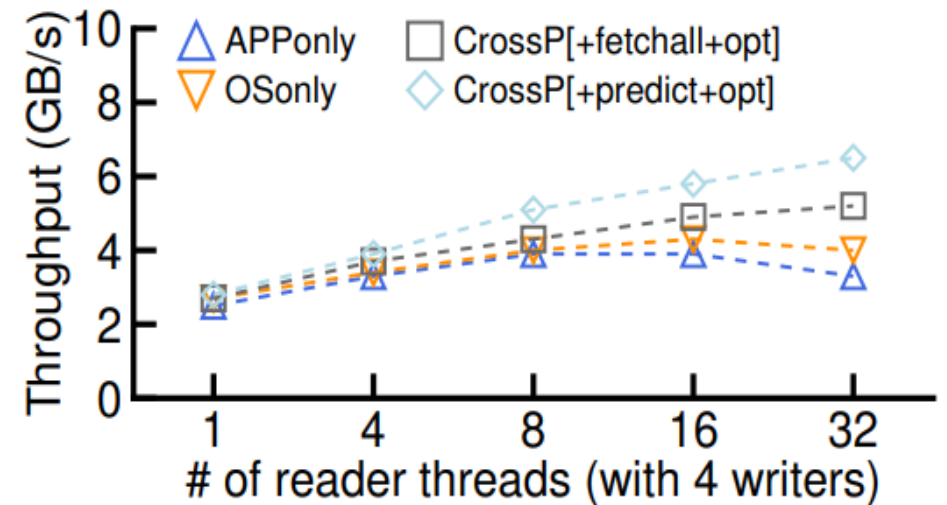 Throughput (GB/s)
10
8
6
4
2
0
APPonly
OSonly
CrossP[+fetchall+opt]
CrossP[+predict+opt]
1 4 8 16 32
# of reader threads (with 4 writers)